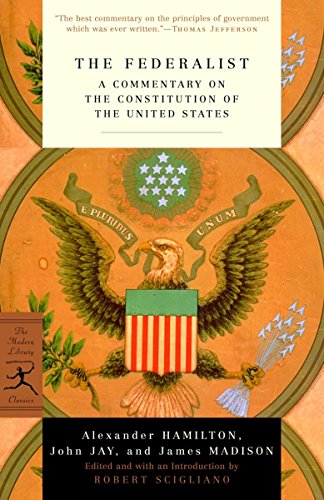 "The best commentary on the principles of government
which was ever written."—Thomas Jefferson
THE FEDERALIST
A COMMENTARY ON
THE CONSTITUTION OF
THE UNITED STATES
E PLURIBUS UNUM
The
Modern Library
Classics
Alexander HAMILTON,
John JAY, and James MADISON
Edited and with an Introduction by
ROBERT SCIGLIANO